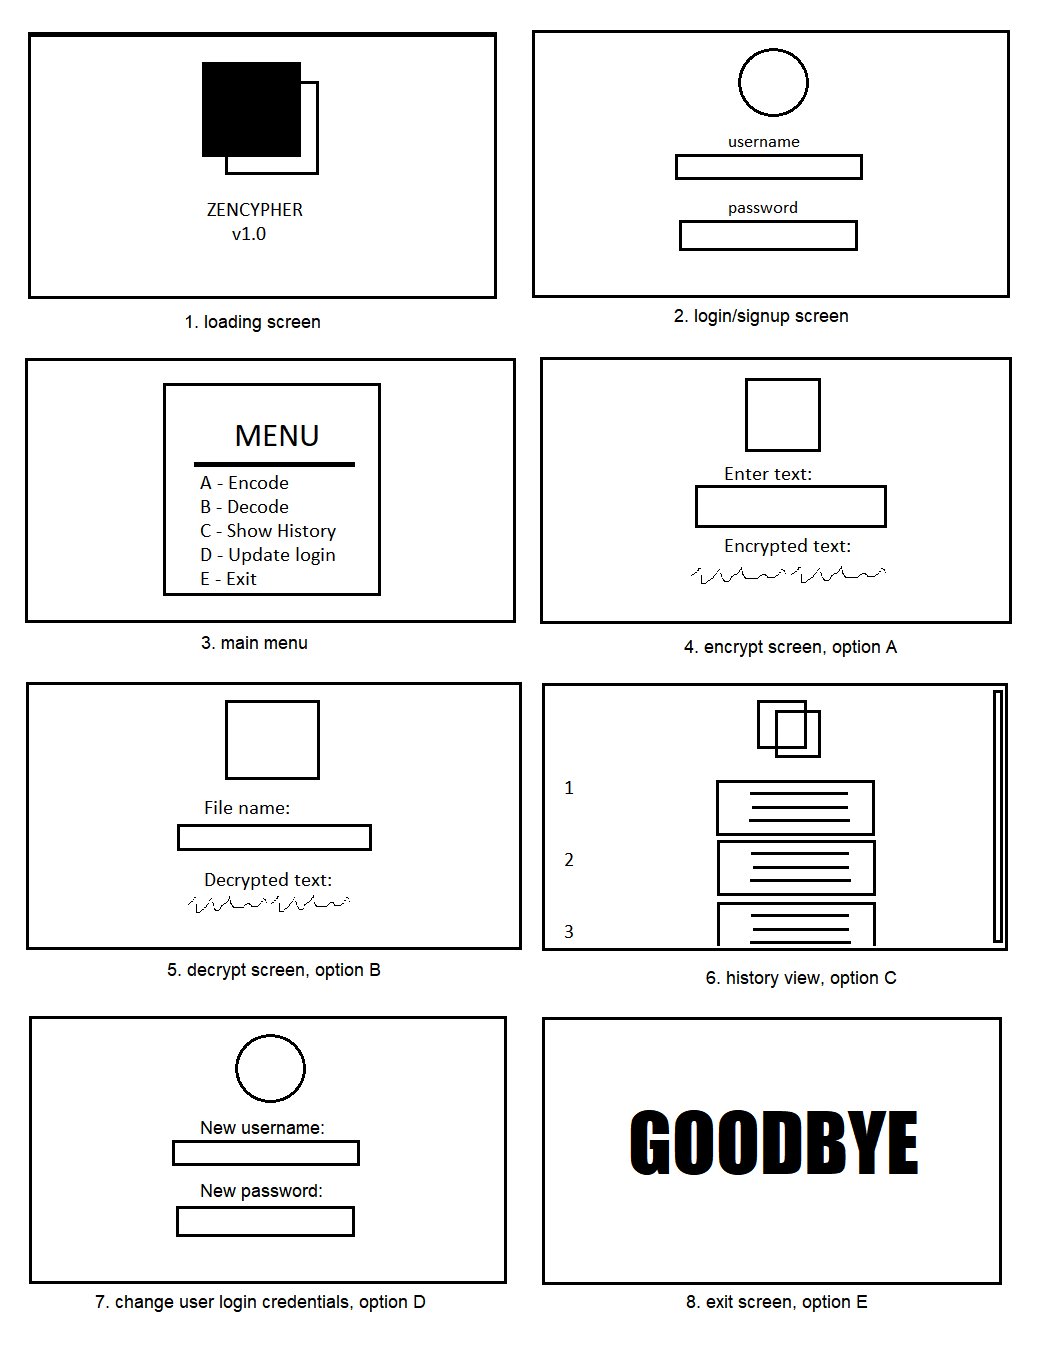 ZENCYPHER
v1.0
1. loading screen
username
password
2. login/signup screen
MENU
A - Encode
B - Decode
C - Show History
D - Update login
E - Exit
3. main menu
Enter text:
Encrypted text:
4. encrypt screen, option A
File name:
Decrypted text:
5. decrypt screen, option B
1
2
3
6. history view, option C
New username:
New password:
7. change user login credentials, option D
GOODBYE
8. exit screen, option E